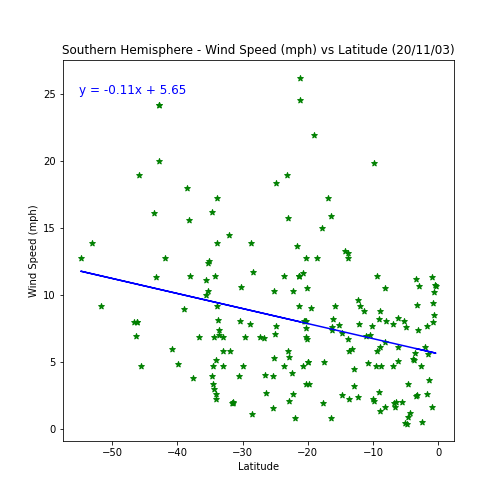 Southern Hemisphere - Wind Speed (mph) vs Latitude (20/11/03)
y = -0.11x + 5.65
25
20
15
10
5
0
Wind Speed (mph)
−50 −40 −30 −20 −10 0
Latitude